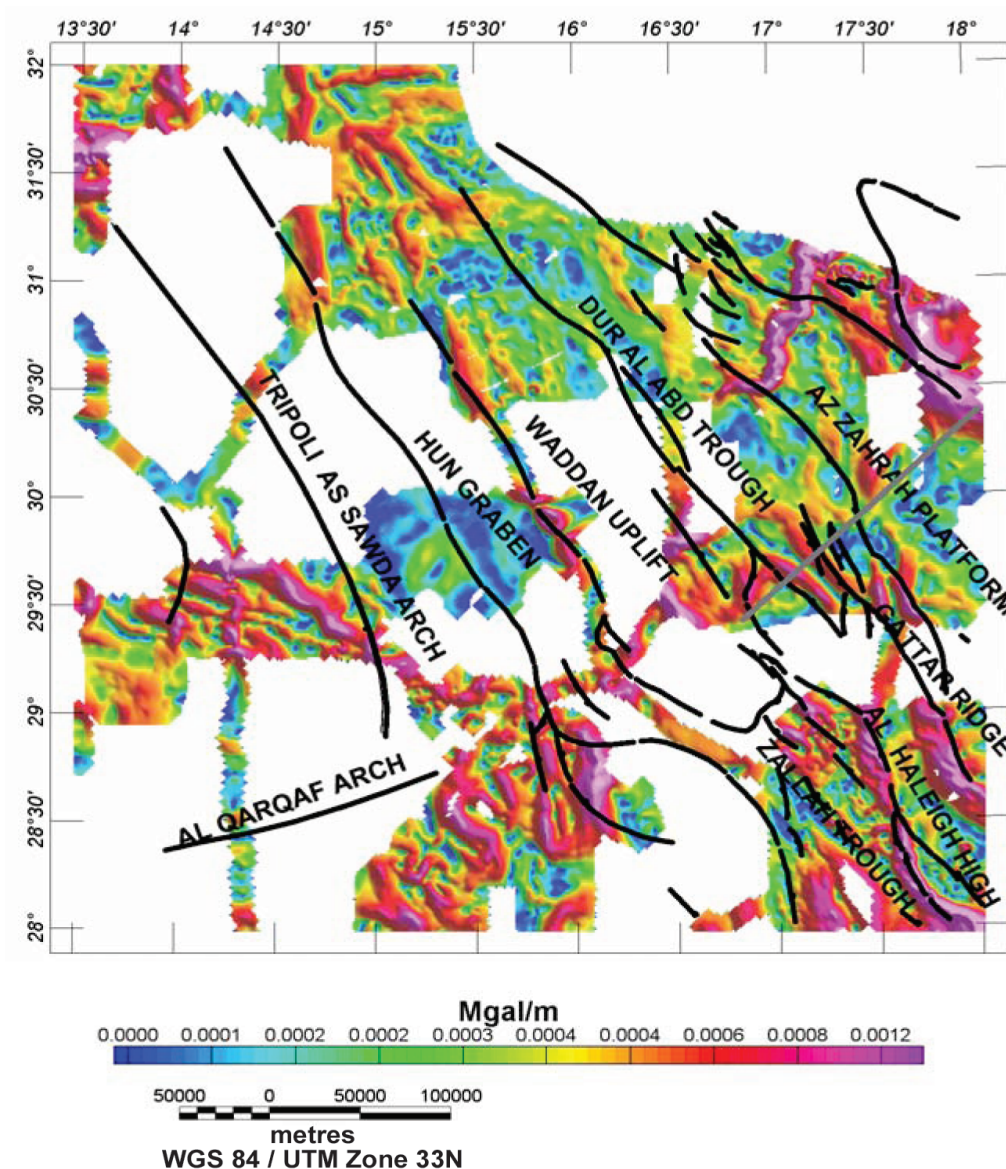 13°30' 14° 14°30' 15° 15°30' 16° 16°30' 17° 17°30' 18°
32°
31°30'
31°
30°30'
30°
29°30'
29°
28°30'
28°
DUR AL ABD TROUGH
AZ ZAHRAH PLATFORM
TRIPOLI AS SAWDA ARCH
HUN GRABEN
WADDAN UPLIFT
GATTAR RIDGE
AL HALEIGH HIGH
ZALLAH TROUGH
AL QARQAF ARCH
Mgal/m
0.0000 0.0001 0.0002 0.0002 0.0003 0.0004 0.0004 0.0006 0.0008 0.0012
50000 0 50000 100000
metres
WGS 84 / UTM Zone 33N